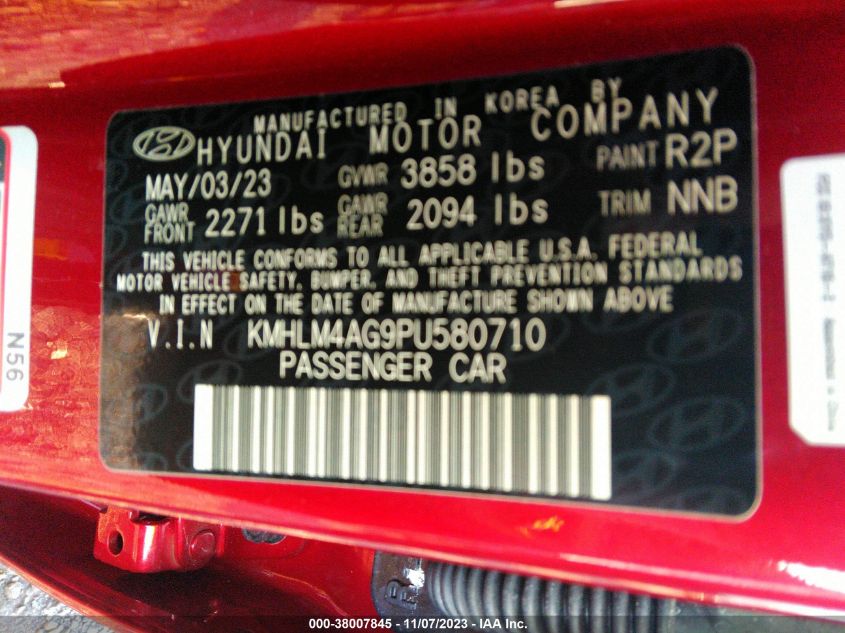 MANUFACTURED IN KOREA BY
HYUNDAI MOTOR COMPANY
MAY/03/23 GVWR 3858 lbs PAINT R2P
GAWR FRONT 2271 lbs GAWR REAR 2094 lbs TRIM NNB
THIS VEHICLE CONFORMS TO ALL APPLICABLE U.S.A. FEDERAL
MOTOR VEHICLE SAFETY, BUMPER, AND THEFT PREVENTION STANDARDS
IN EFFECT ON THE DATE OF MANUFACTURE SHOWN ABOVE
V.I.N KMHLM4AG9PU580710
PASSENGER CAR
N56
000-38007845 - 11/07/2023 - IAA Inc.